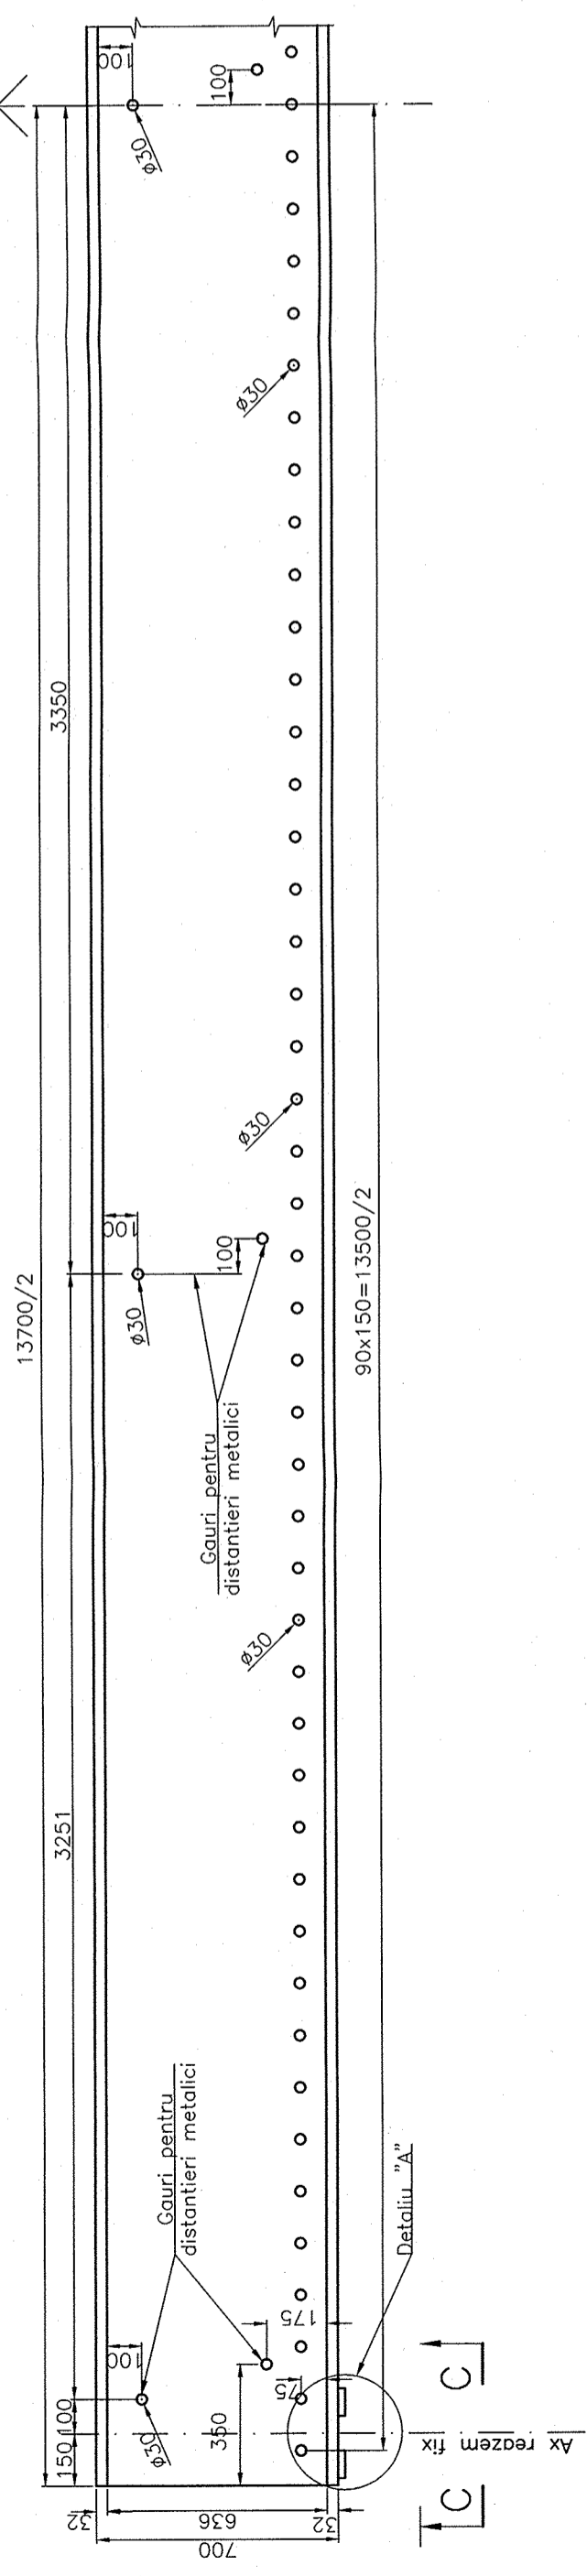 13700/2
150
100
3251
3350
100
100
100
Ø30
Ø30
Ø30
Gauri pentru
distantieri metalici
Gauri pentru
distantieri metalici
350
175
75
100
100
Ø30
Ø30
Ø30
32
636
32
700
90x150=13500/2
Detaliu "A"
Ax reazem fix
C
C